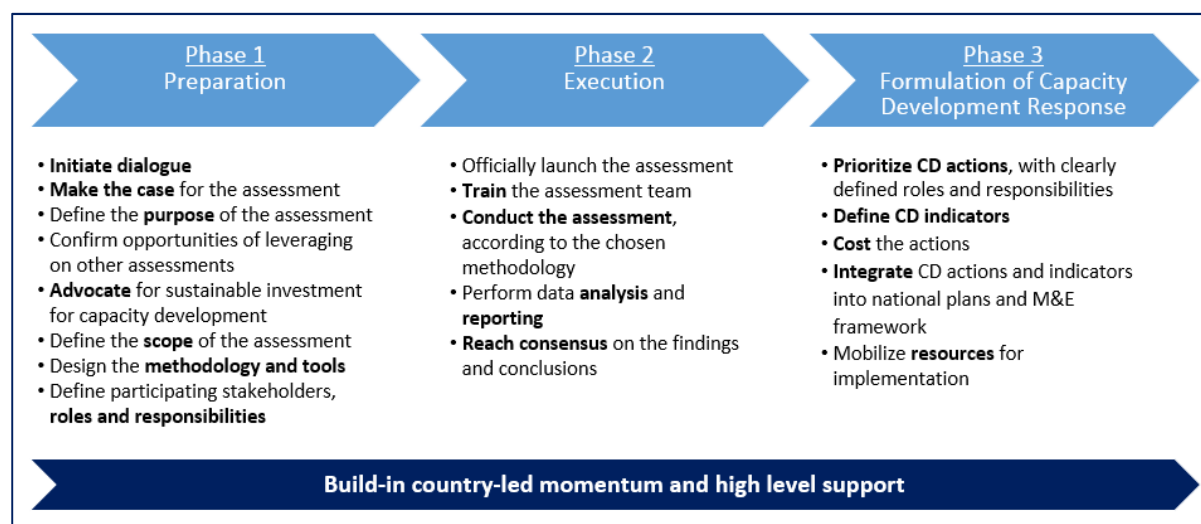 Phase 1
Preparation
• Initiate dialogue
• Make the case for the assessment
• Define the purpose of the assessment
• Confirm opportunities of leveraging
on other assessments
• Advocate for sustainable investment
for capacity development
• Define the scope of the assessment
• Design the methodology and tools
• Define participating stakeholders,
roles and responsibilities
Phase 2
Execution
• Officially launch the assessment
• Train the assessment team
• Conduct the assessment,
according to the chosen
methodology
• Perform data analysis and
reporting
• Reach consensus on the findings
and conclusions
Phase 3
Formulation of Capacity
Development Response
• Prioritize CD actions, with clearly
defined roles and responsibilities
• Define CD indicators
• Cost the actions
• Integrate CD actions and indicators
into national plans and M&E
framework
• Mobilize resources for
implementation
Build-in country-led momentum and high level support